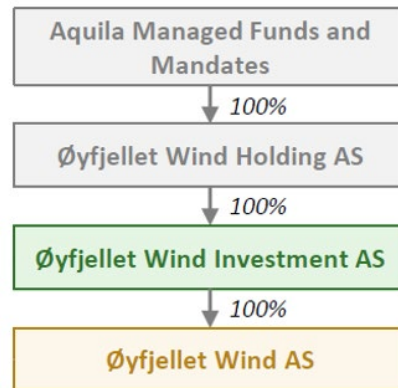 Aquila Managed Funds and
Mandates
100%
Øyfjellet Wind Holding AS
100%
Øyfjellet Wind Investment AS
100%
Øyfjellet Wind AS